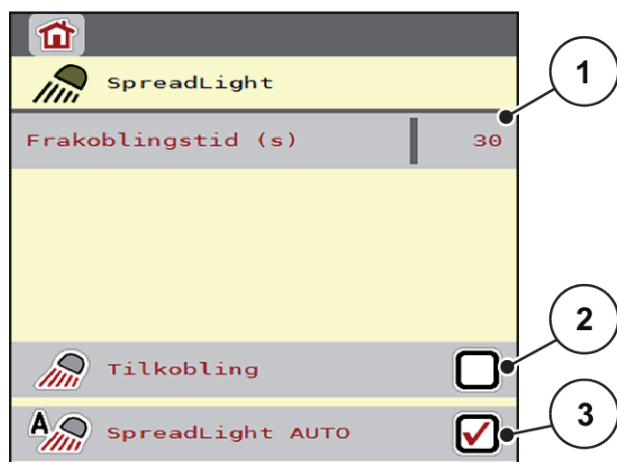 SpreadLight
1
Frakoblingstid (s) 30
2
Tilkobling
3
A SpreadLight AUTO